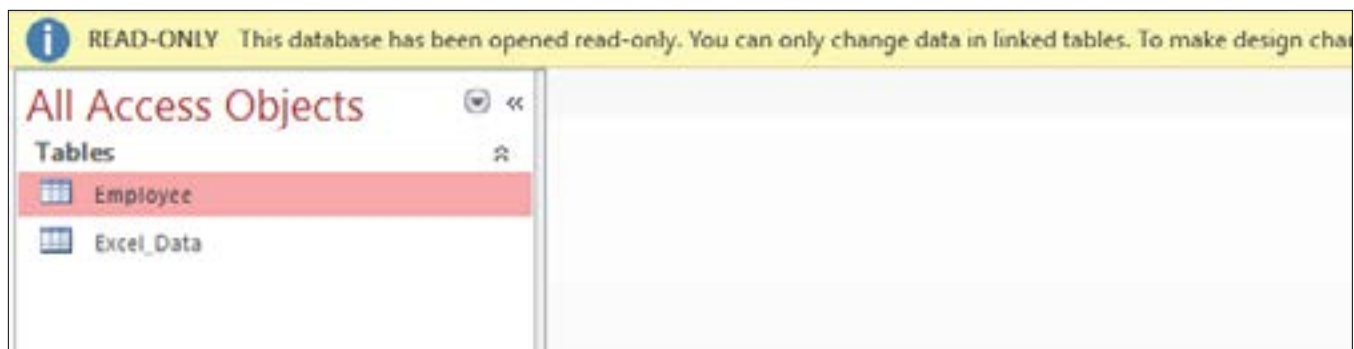 READ-ONLY This database has been opened read-only. You can only change data in linked tables. To make design
All Access Objects
Tables
Employee
Excel_Data